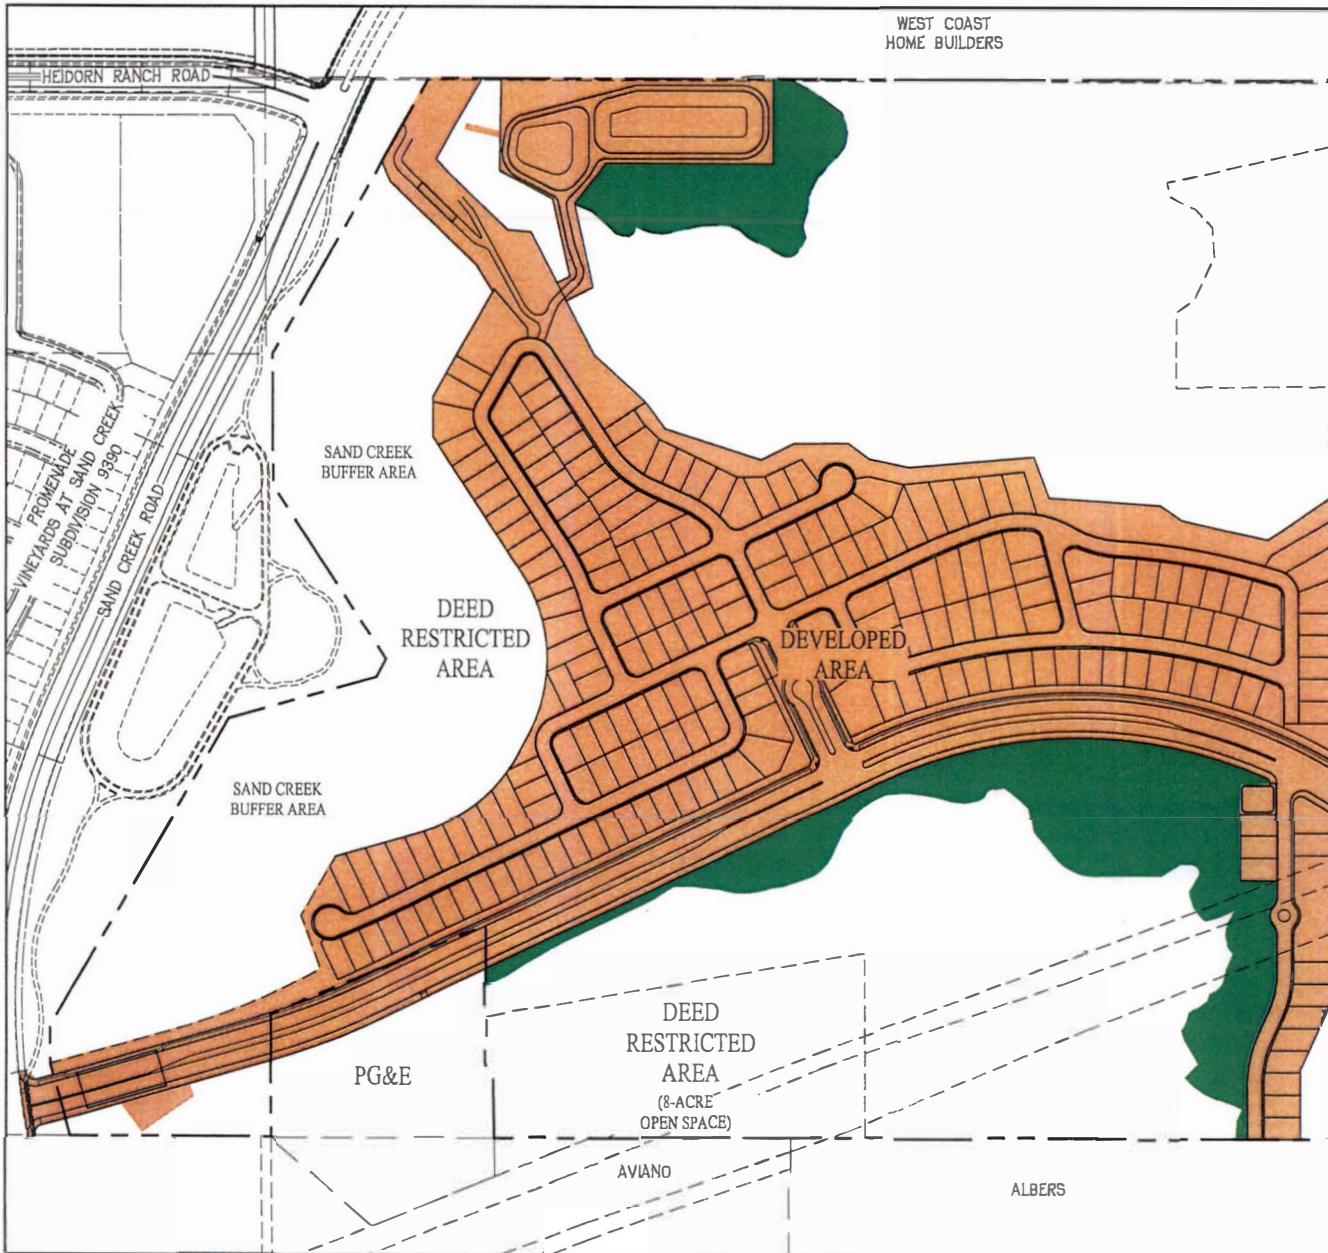 WEST COAST
HOME BUILDERS
HEIDORN RANCH ROAD
SAND CREEK
BUFFER AREA
PROMENADE
VINEYARDS AT SAND CREEK
SUBDIVISION 9390
SAND CREEK ROAD
DEED
RESTRICTED
AREA
DEVELOPED
AREA
SAND CREEK
BUFFER AREA
DEED
RESTRICTED
AREA
(8-ACRE
OPEN SPACE)
PG&E
AVIANO
ALBERS